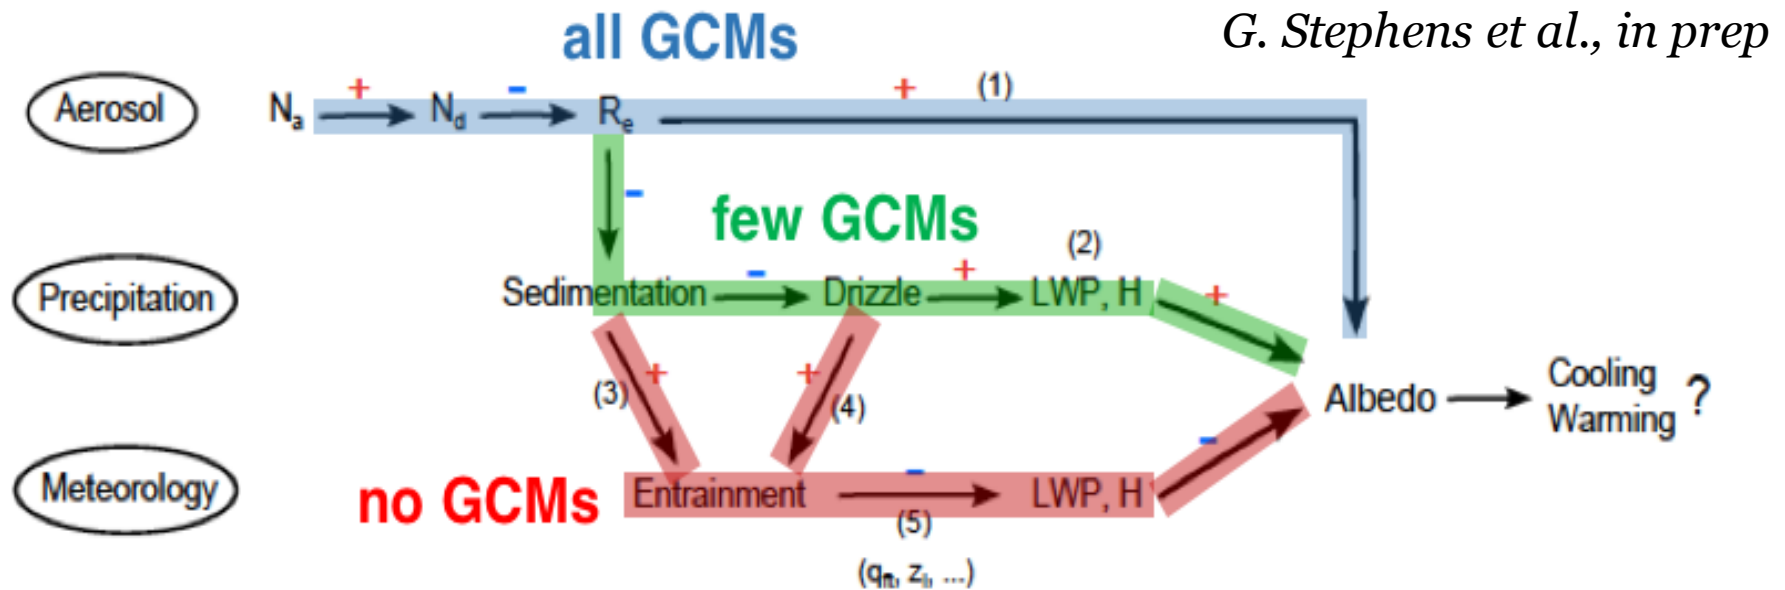 all GCMs
G. Stephens et al., in prep
Aerosol
Na + Nd - Re + (1)
-
few GCMs
(2)
Precipitation
Sedimentation - Drizzle + LWP, H +
(3) + + (4)
Albedo
Cooling
Warming ?
-
Meteorology
no GCMs
Entrainment - LWP, H
(5)
(qft, zi, ...)